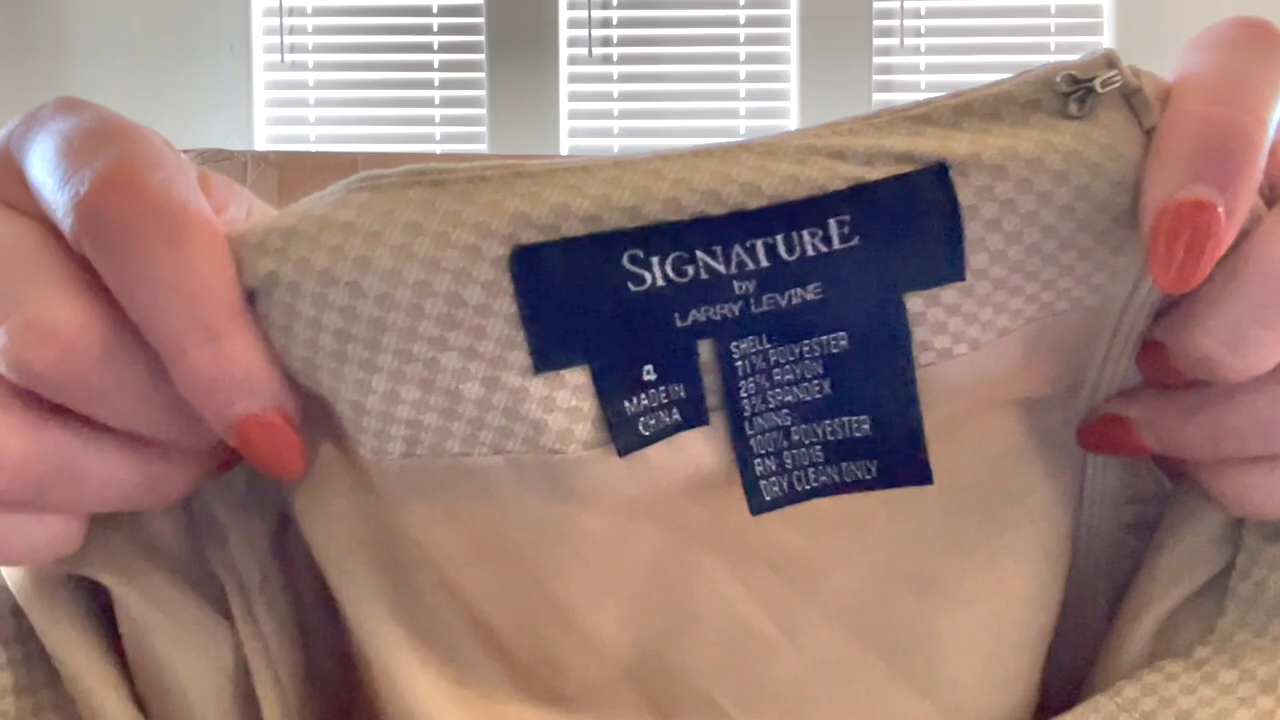 SIGNATURE
by
LARRY LEVINE
4
MADE IN
CHINA
SHELL:
71% POLYESTER
26% RAYON
3% SPANDEX
LINING
100% POLYESTER
RN: 97015
DRY CLEAN ONLY